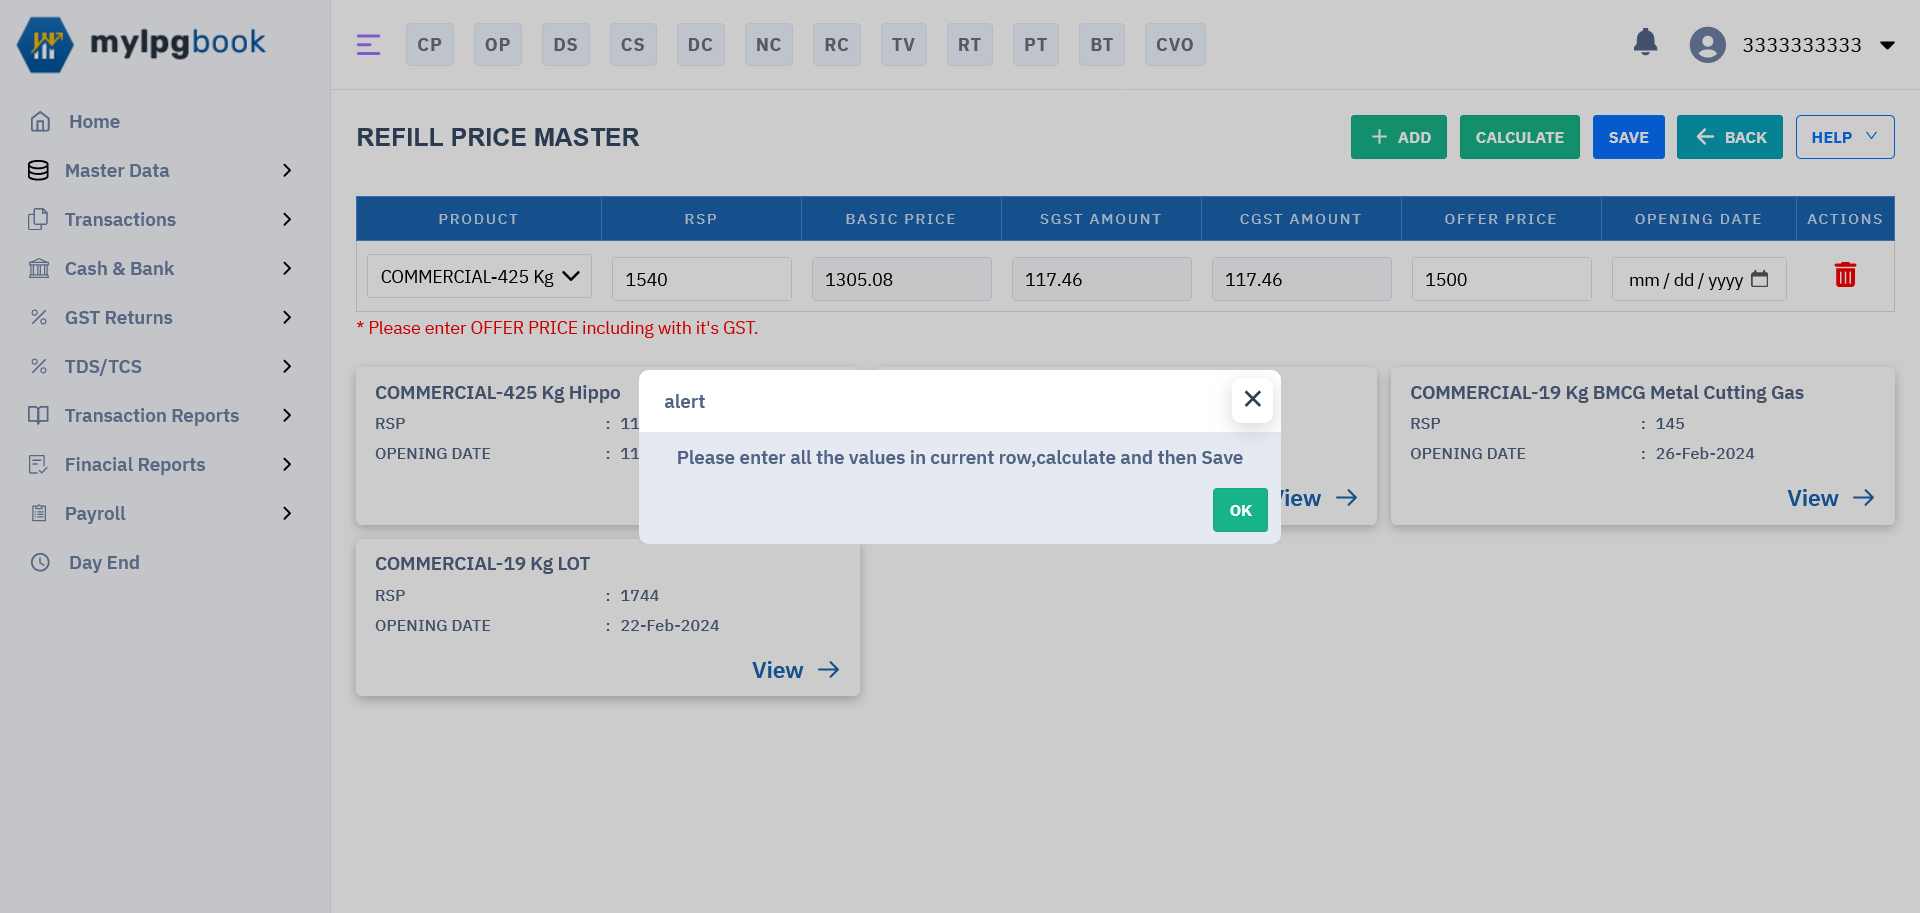 mylpgbook
CP OP DS CS DC NC RC TV RT PT BT CVO
3333333333
Home
Master Data
Transactions
Cash & Bank
GST Returns
TDS/TCS
Transaction Reports
Finacial Reports
Payroll
Day End
REFILL PRICE MASTER
ADD CALCULATE SAVE BACK HELP
PRODUCT RSP BASIC PRICE SGST AMOUNT CGST AMOUNT OFFER PRICE OPENING DATE ACTIONS
COMMERCIAL-425 Kg 1540 1305.08 117.46 117.46 1500 mm/dd/yyyy
* Please enter OFFER PRICE including with it's GST.
COMMERCIAL-425 Kg Hippo
RSP : 11
OPENING DATE : 11
alert
Please enter all the values in current row,calculate and then Save
OK
View
COMMERCIAL-19 Kg BMCG Metal Cutting Gas
RSP : 145
OPENING DATE : 26-Feb-2024
View
COMMERCIAL-19 Kg LOT
RSP : 1744
OPENING DATE : 22-Feb-2024
View